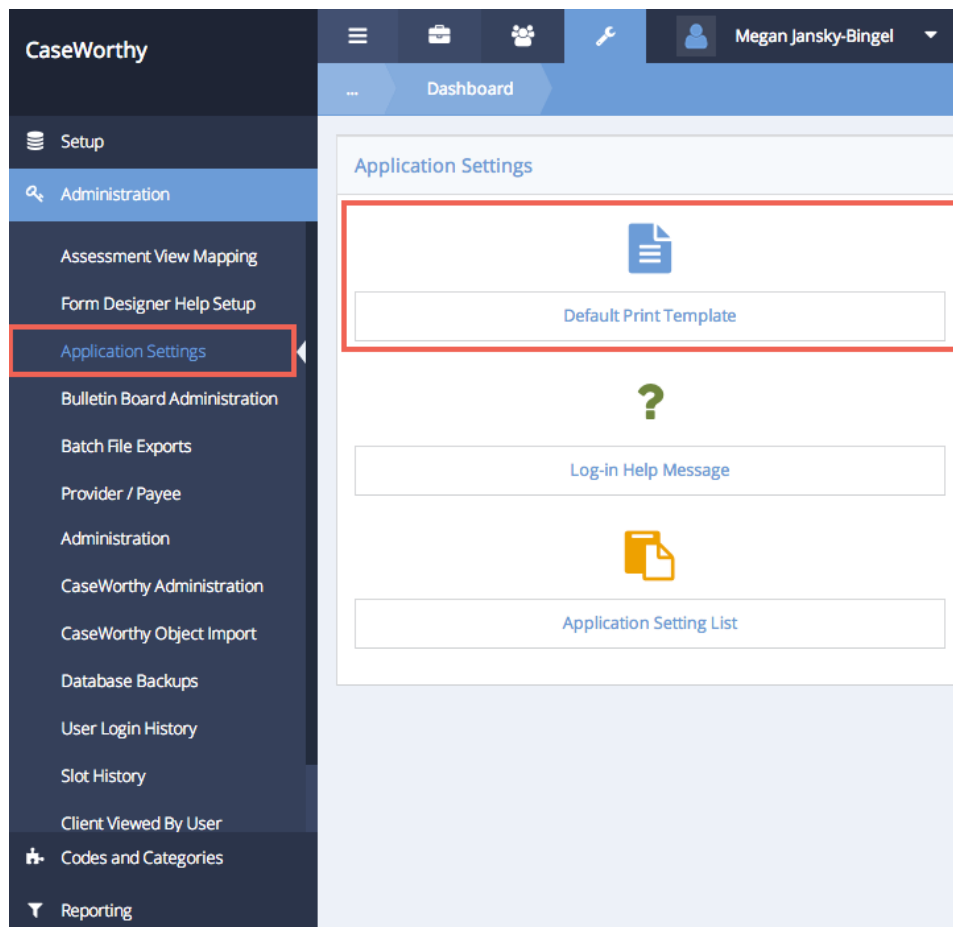 CaseWorthy
Megan Jansky-Bingel
... Dashboard
Setup
Administration
Assessment View Mapping
Form Designer Help Setup
Application Settings
Bulletin Board Administration
Batch File Exports
Provider / Payee
Administration
CaseWorthy Administration
CaseWorthy Object Import
Database Backups
User Login History
Slot History
Client Viewed By User
Codes and Categories
Reporting
Application Settings
Default Print Template
?
Log-in Help Message
Application Setting List